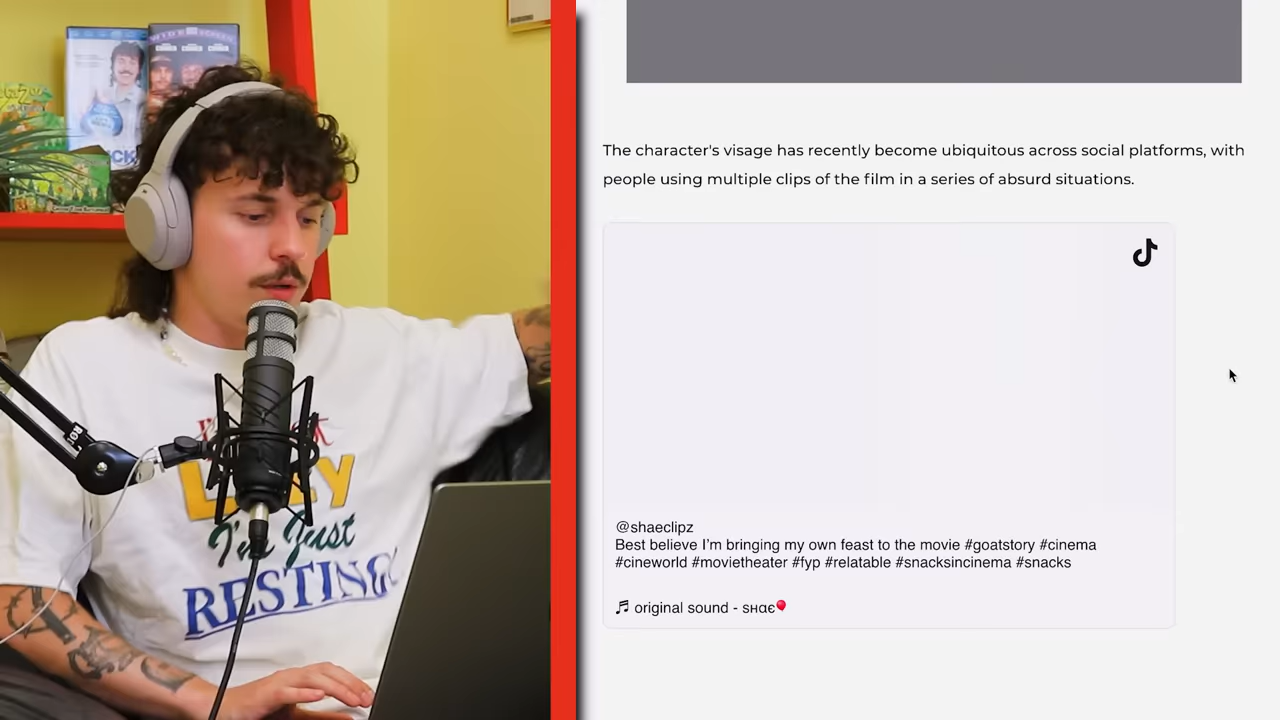 The character's visage has recently become ubiquitous across social platforms, with
people using multiple clips of the film in a series of absurd situations.
@shaeclipz
Best believe I'm bringing my own feast to the movie #goatstory #cinema
#cineworld #movietheater #fyp #relatable #snacksincinema #snacks
original sound - sнαє🎈
I'm Just
RESTING